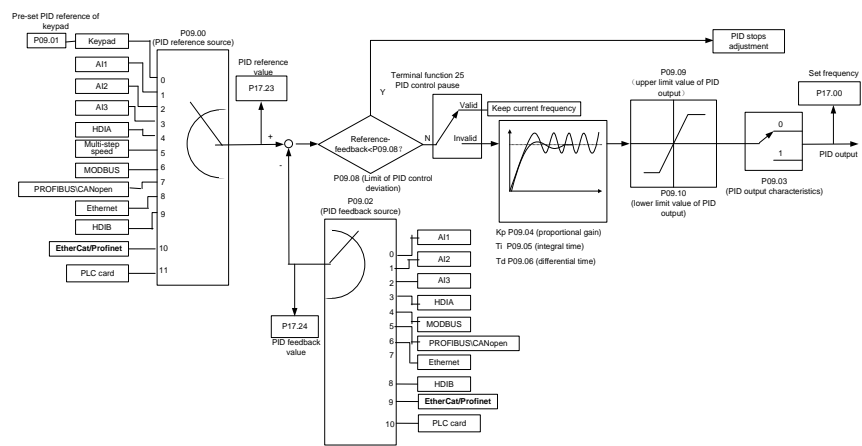 Pre-set PID reference of
keypad
P09.01
Keypad
AI1
AI2
AI3
HDIA
Multi-step
speed
MODBUS
PROFIBUS\CANopen
Ethernet
HDIB
EtherCat/Profinet
PLC card
P09.00
(PID reference source)
0
1
2
3
4
5
6
7
8
9
10
11
PID reference
value
P17.23
+
-
Reference-
feedback<P09.08?
P09.08 (Limit of PID control
deviation)
Y
N
PID stops
adjustment
Terminal function 25
PID control pause
Valid
Invalid
Keep current frequency
Kp P09.04 (proportional gain)
Ti P09.05 (integral time)
Td P09.06 (differential time)
P09.09
(upper limit value of PID
output)
P09.10
(lower limit value of PID
output)
Set frequency
P17.00
0
1
PID output
P09.03
(PID output characteristics)
P09.02
(PID feedback source)
P17.24
PID feedback
value
0
1
2
3
4
5
6
7
8
9
10
AI1
AI2
AI3
HDIA
MODBUS
PROFIBUS\CANopen
Ethernet
HDIB
EtherCat/Profinet
PLC card